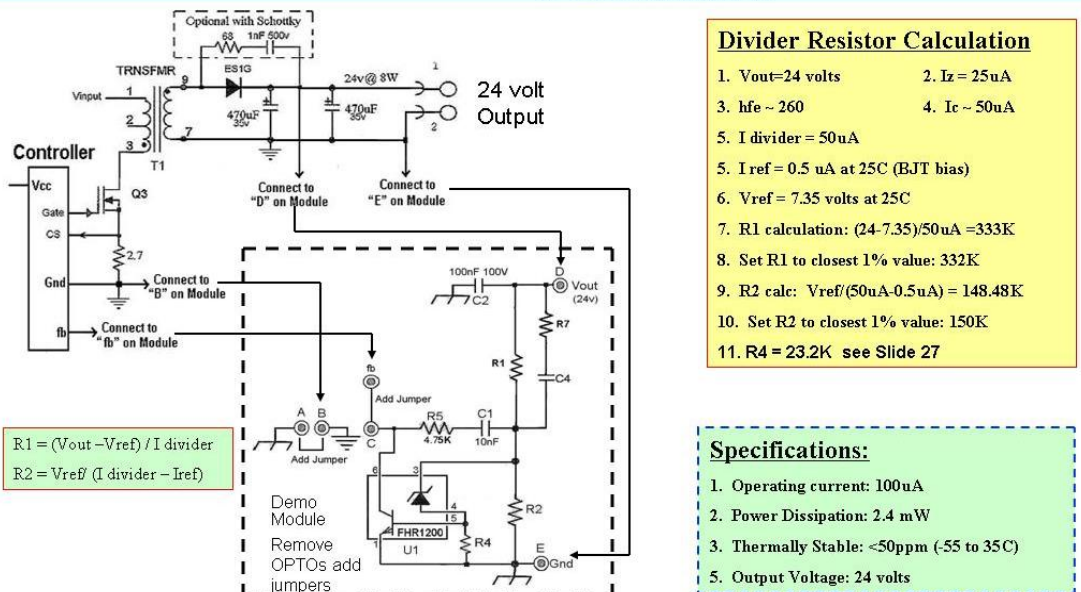 Optional with Schottky
68 1nF 500v
TRNSFMR
9
ES1G
24v@ 8W
1
24 volt
Output
2
Vinput
1
2
3
7
T1
470uF
35v
470uF
35v
Controller
Vcc
Gate
CS
Gnd
fb
Q3
2.7
Connect to
"D" on Module
Connect to
"E" on Module
Connect to
"B" on Module
Connect to
"fb" on Module
100nF 100V
C2
D
Vout
(24v)
R7
R1
C4
fb
Add Jumper
A B
C
Add Jumper
R5
4.75K
C1
10nF
6
3
4
5
1
FHR1200
U1
R4
R2
E
Gnd
Demo
Module
Remove
OPTOs add
jumpers
R1 = (Vout –Vref) / I divider
R2 = Vref/ (I divider – Iref)
Divider Resistor Calculation
1. Vout=24 volts 2. Iz = 25uA
3. hfe ~ 260 4. Ic ~ 50uA
5. I divider = 50uA
5. I ref = 0.5 uA at 25C (BJT bias)
6. Vref = 7.35 volts at 25C
7. R1 calculation: (24-7.35)/50uA =333K
8. Set R1 to closest 1% value: 332K
9. R2 calc: Vref/(50uA-0.5uA) = 148.48K
10. Set R2 to closest 1% value: 150K
11. R4 = 23.2K see Slide 27
Specifications:
1. Operating current: 100uA
2. Power Dissipation: 2.4 mW
3. Thermally Stable: <50ppm (-55 to 35C)
5. Output Voltage: 24 volts